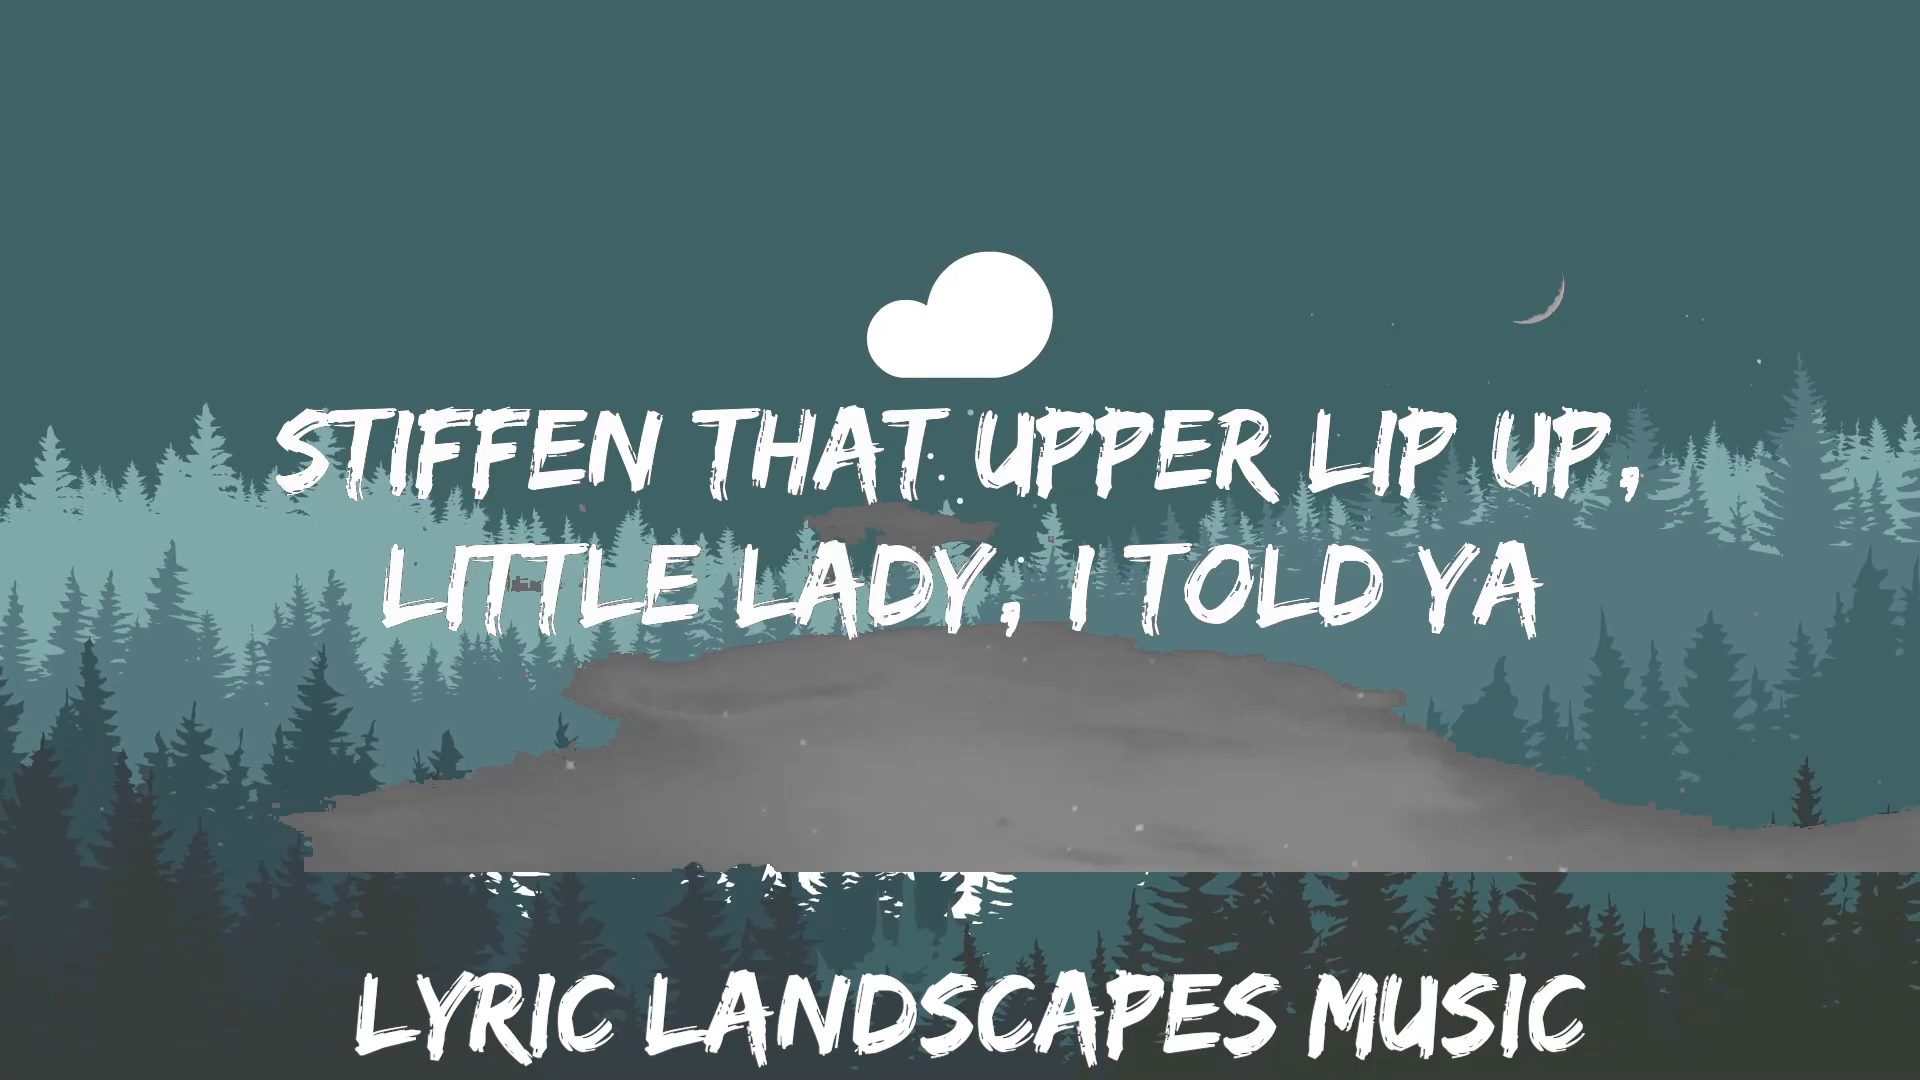 STIFFEN THAT UPPER LIP UP,
LITTLE LADY, I TOLD YA
LYRIC LANDSCAPES MUSIC